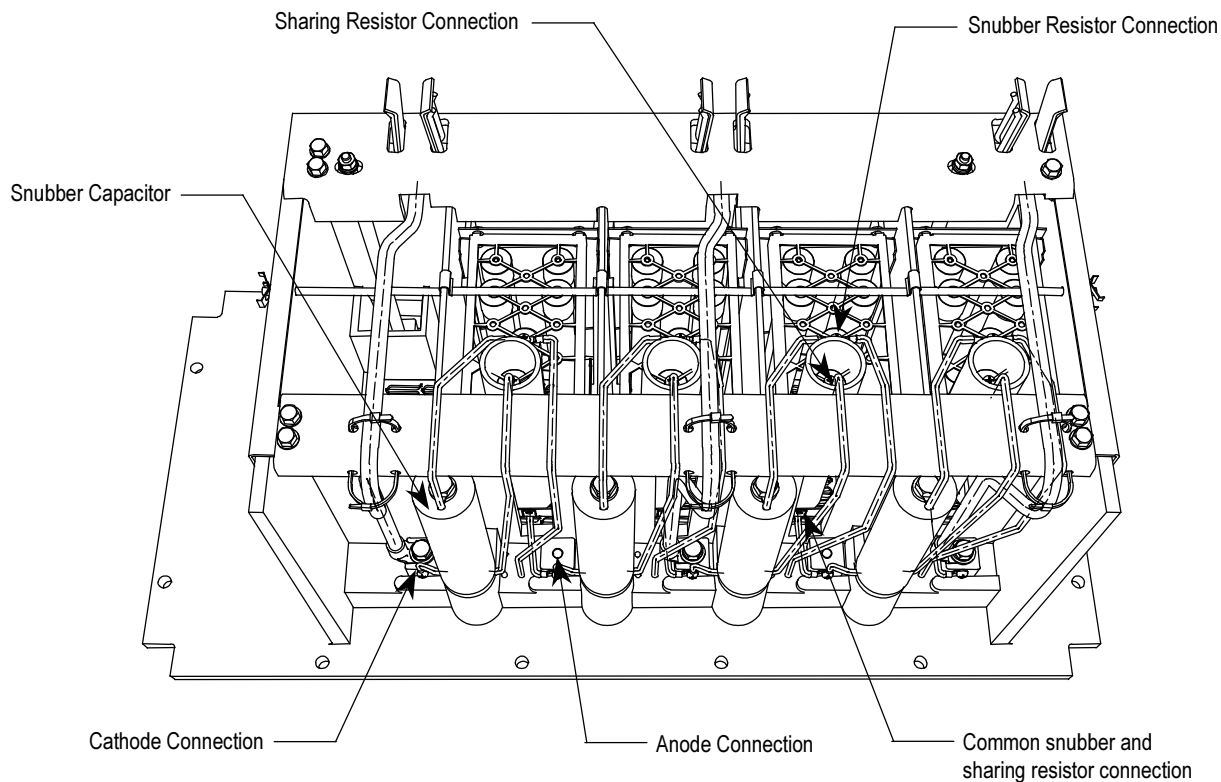 Sharing Resistor Connection
Snubber Resistor Connection
Snubber Capacitor
Cathode Connection
Anode Connection
Common snubber and
sharing resistor connection